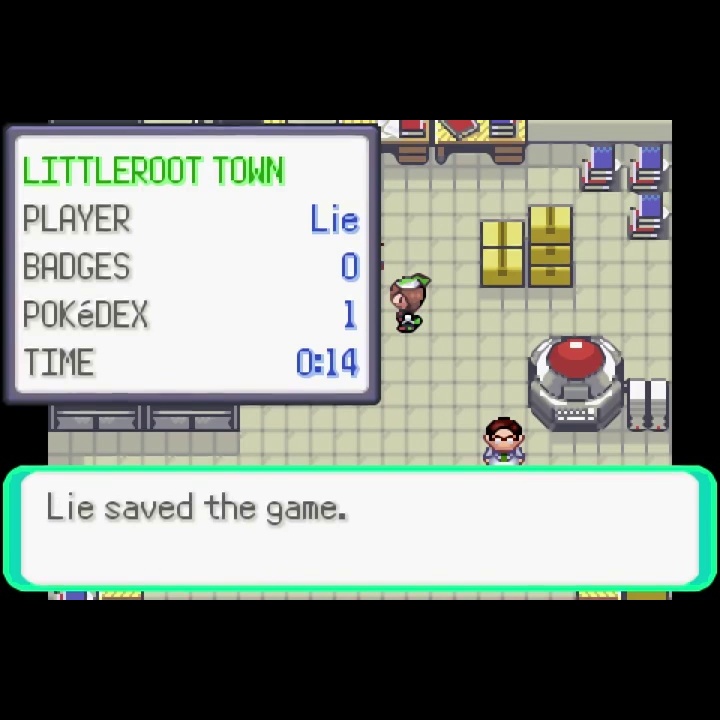 LITTLEROOT TOWN
PLAYER Lie
BADGES 0
POKéDEX 1
TIME 0:14
Lie saved the game.